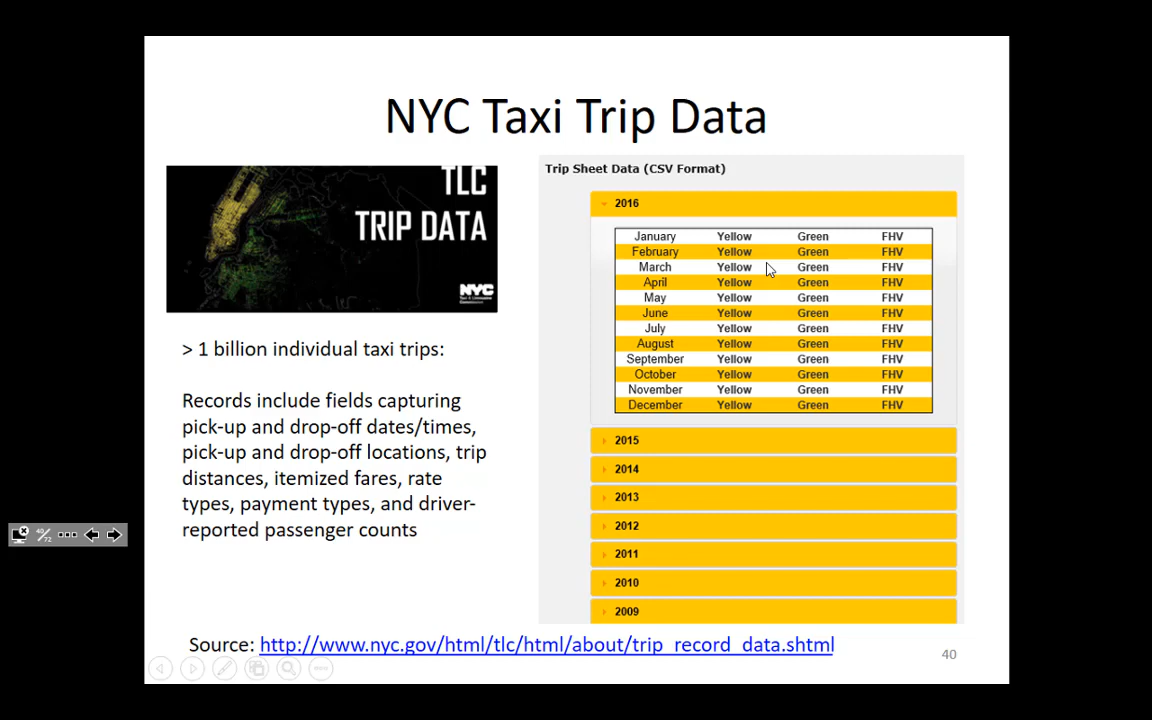 NYC Taxi Trip Data
TLC
TRIP DATA
NYC
Taxi & Limousine
Commission
> 1 billion individual taxi trips:
Records include fields capturing
pick-up and drop-off dates/times,
pick-up and drop-off locations, trip
distances, itemized fares, rate
types, payment types, and driver-
reported passenger counts
Trip Sheet Data (CSV Format)
2016
January Yellow Green FHV
February Yellow Green FHV
March Yellow Green FHV
April Yellow Green FHV
May Yellow Green FHV
June Yellow Green FHV
July Yellow Green FHV
August Yellow Green FHV
September Yellow Green FHV
October Yellow Green FHV
November Yellow Green FHV
December Yellow Green FHV
2015
2014
2013
2012
2011
2010
2009
Source: http://www.nyc.gov/html/tlc/html/about/trip_record_data.shtml
40
40/72